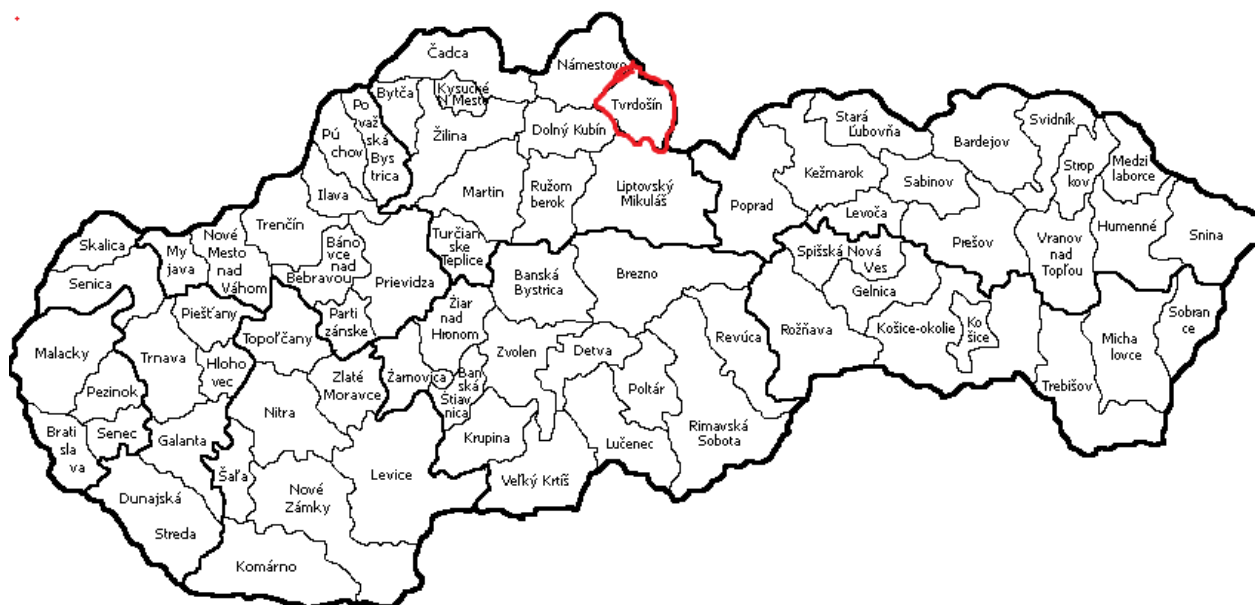 Čadca
Námestovo
Kysucké
N Mesto
Bytča
Tvrdošín
Po
važ
ská
Bys
trica
Pú
chov
Žilina
Dolný Kubín
Stará
Ľubovňa
Svidník
Bardejov
Strop
kov
Medzi
laborce
Ilava
Martin
Ružom
berok
Liptovský
Mikuláš
Kežmarok
Sabinov
Poprad
Levoča
Prešov
Humenné
Snina
Vranov
nad
Topľou
Trenčín
Turčian
ske
Teplice
Skalica
My
java
Nové
Mesto
nad
Váhom
Báno
vce
nad
Bebravou
Prievidza
Senica
Banská
Bystrica
Brezno
Spišská Nová
Ves
Gelnica
Piešťany
Parti
zánske
Žiar
nad
Hronom
Topoľčany
Rožňava
Košice-okolie
Ko
šice
Sobran
ce
Micha
lovce
Malacky
Trnava
Hloho
vec
Zvolen
Detva
Revúca
Zlaté
Moravce
Žarnovica
Ban
ská
Štiav
nica
Poltár
Trebišov
Pezinok
Nitra
Rimavská
Sobota
Brati
sla
va
Senec
Galanta
Krupina
Lučenec
Šaľa
Levice
Veľký Krtíš
Dunajská
Streda
Nové
Zámky
Komárno